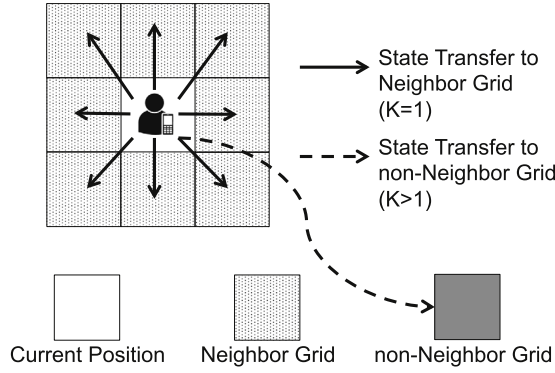 State Transfer to
Neighbor Grid
(K=1)
State Transfer to
non-Neighbor Grid
(K>1)
Current Position
Neighbor Grid
non-Neighbor Grid